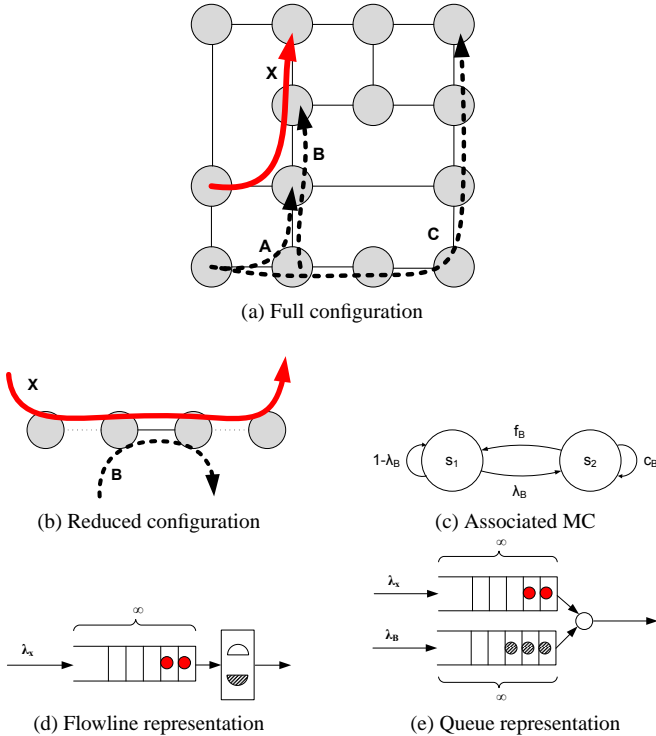 X
B
A
C
(a) Full configuration
X
B
(b) Reduced configuration
1-λ_B
s_1
f_B
λ_B
s_2
c_B
(c) Associated MC
∞
λ_x
(d) Flowline representation
∞
λ_x
λ_B
∞
(e) Queue representation